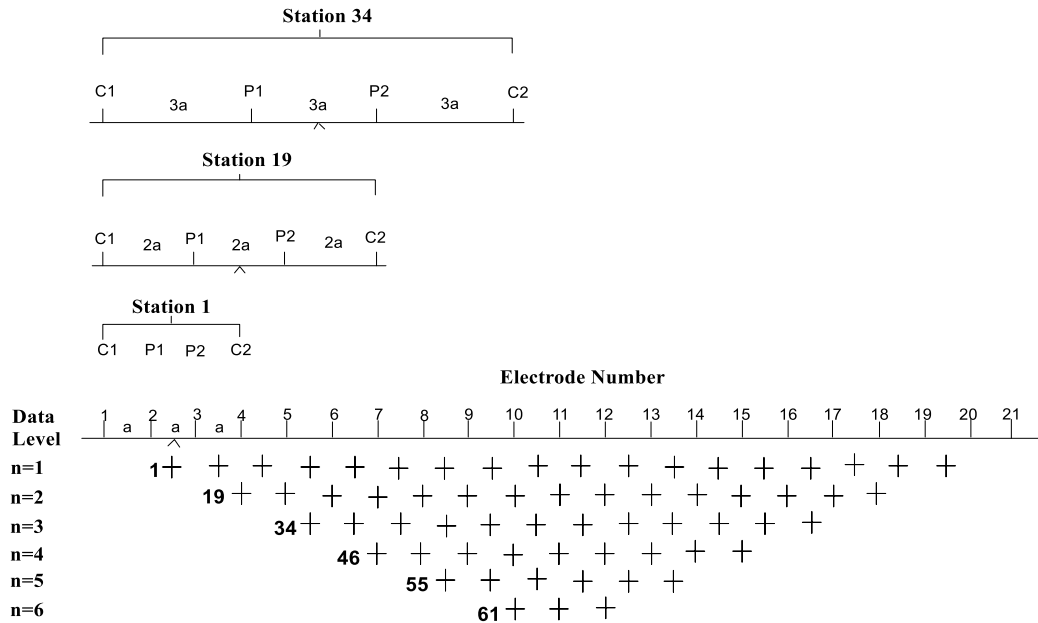 Station 34
C1 3a P1 3a P2 3a C2
Station 19
C1 2a P1 2a P2 2a C2
Station 1
C1 P1 P2 C2
Electrode Number
Data Level
1 2 3 4 5 6 7 8 9 10 11 12 13 14 15 16 17 18 19 20 21
a a a
n=1 1
n=2 19
n=3 34
n=4 46
n=5 55
n=6 61